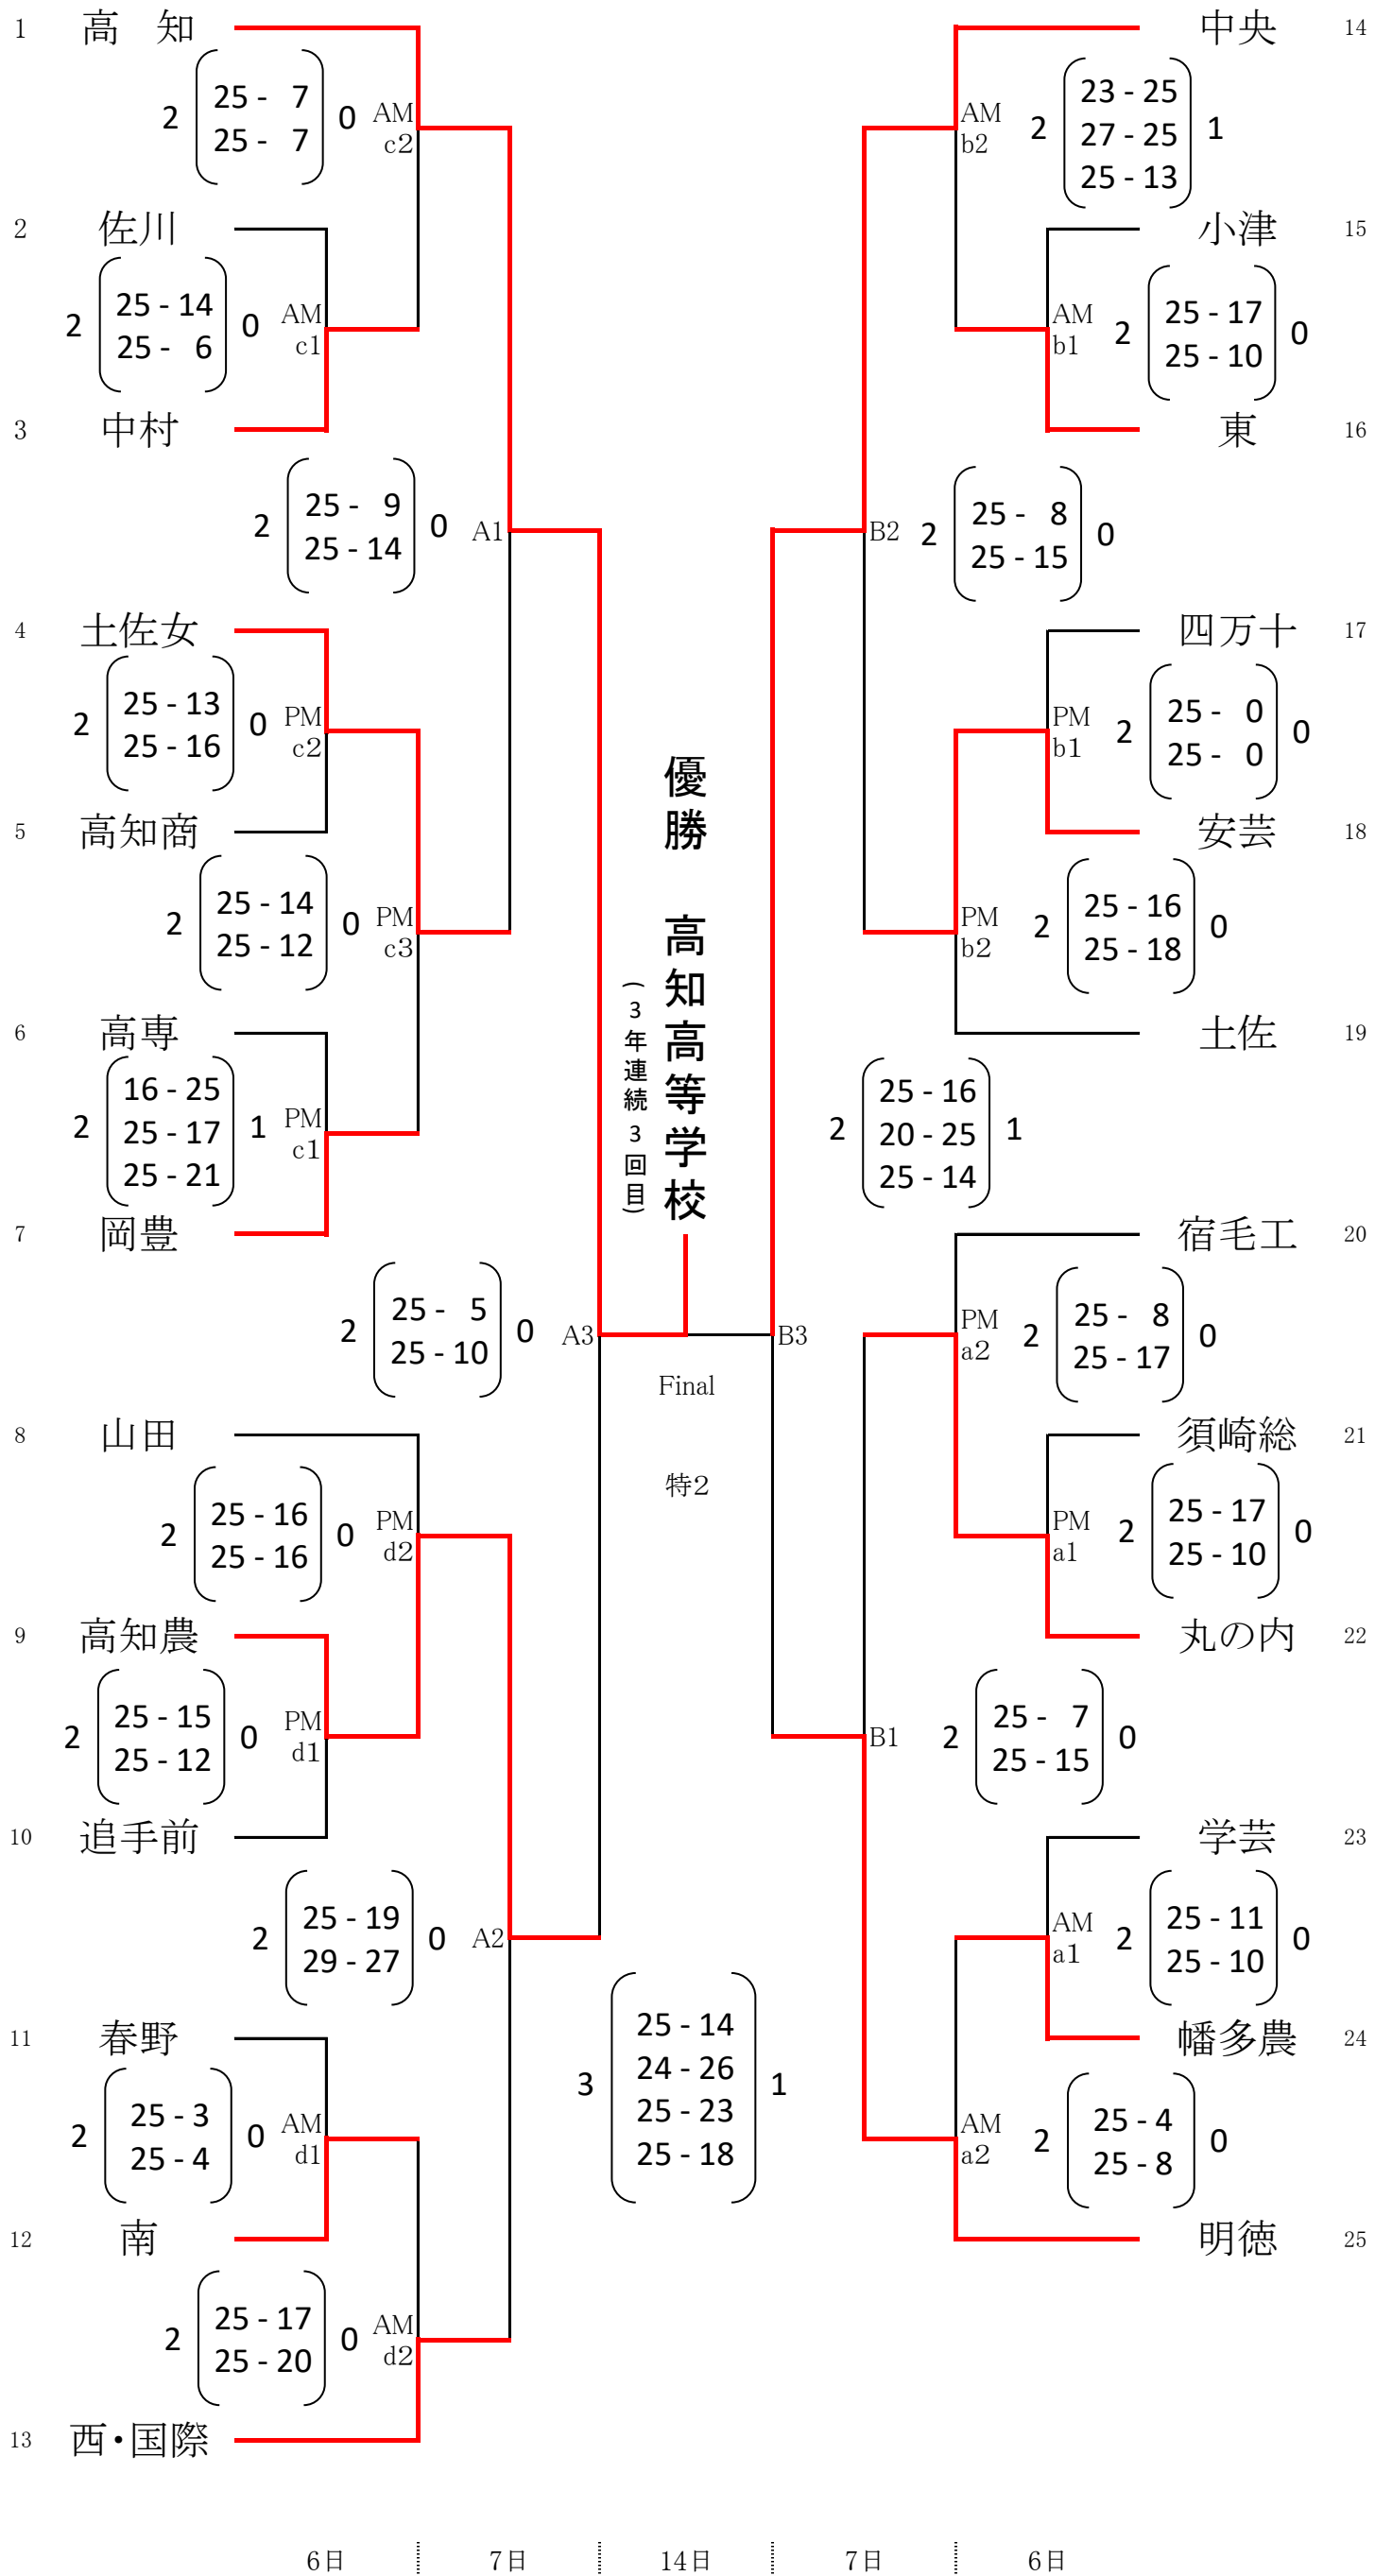 1 高　知
2 25 - 7 0 AM
25 - 7 c2
2 佐川
2 25 - 14 0 AM
25 - 6 c1
3 中村
2 25 - 9 0 A1
25 - 14
4 土佐女
2 25 - 13 0 PM
25 - 16 c2
5 高知商
2 25 - 14 0 PM
25 - 12 c3
6 高専
16 - 25
2 25 - 17 1 PM
25 - 21 c1
7 岡豊
2 25 - 5 0 A3
25 - 10
8 山田
2 25 - 16 0 PM
25 - 16 d2
9 高知農
2 25 - 15 0 PM
25 - 12 d1
10 追手前
2 25 - 19 0 A2
29 - 27
11 春野
2 25 - 3 0 AM
25 - 4 d1
12 南
2 25 - 17 0 AM
25 - 20 d2
13 西・国際
優勝　高知高等学校
(3年連続3回目)
Final
特2
25 - 14
24 - 26
3 25 - 23 1
25 - 18
中央 14
23 - 25
AM 2 27 - 25 1
b2 25 - 13
小津 15
AM 2 25 - 17 0
b1 25 - 10
東 16
B2 2 25 - 8 0
25 - 15
四万十 17
PM 2 25 - 0 0
b1 25 - 0
安芸 18
PM 2 25 - 16 0
b2 25 - 18
土佐 19
25 - 16
2 20 - 25 1
25 - 14
B3
宿毛工 20
PM 2 25 - 8 0
a2 25 - 17
須崎総 21
PM 2 25 - 17 0
a1 25 - 10
丸の内 22
B1 2 25 - 7 0
25 - 15
学芸 23
AM 2 25 - 11 0
a1 25 - 10
幡多農 24
AM 2 25 - 4 0
a2 25 - 8
明徳 25
6日 7日 14日 7日 6日